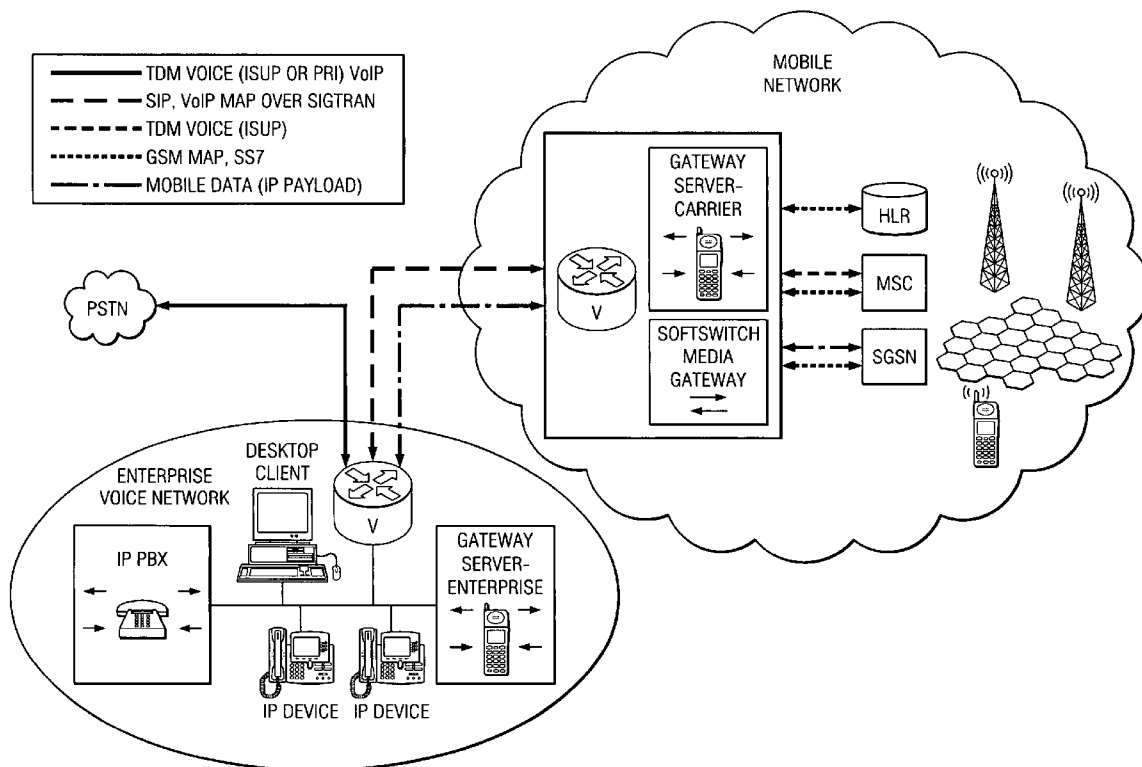 TDM VOICE (ISUP OR PRI) VoIP
SIP, VoIP MAP OVER SIGTRAN
TDM VOICE (ISUP)
GSM MAP, SS7
MOBILE DATA (IP PAYLOAD)
MOBILE
NETWORK
GATEWAY
SERVER-
CARRIER
HLR
V
MSC
SOFTSWITCH
MEDIA
GATEWAY
SGSN
PSTN
DESKTOP
CLIENT
ENTERPRISE
VOICE NETWORK
V
IP PBX
GATEWAY
SERVER-
ENTERPRISE
IP DEVICE
IP DEVICE